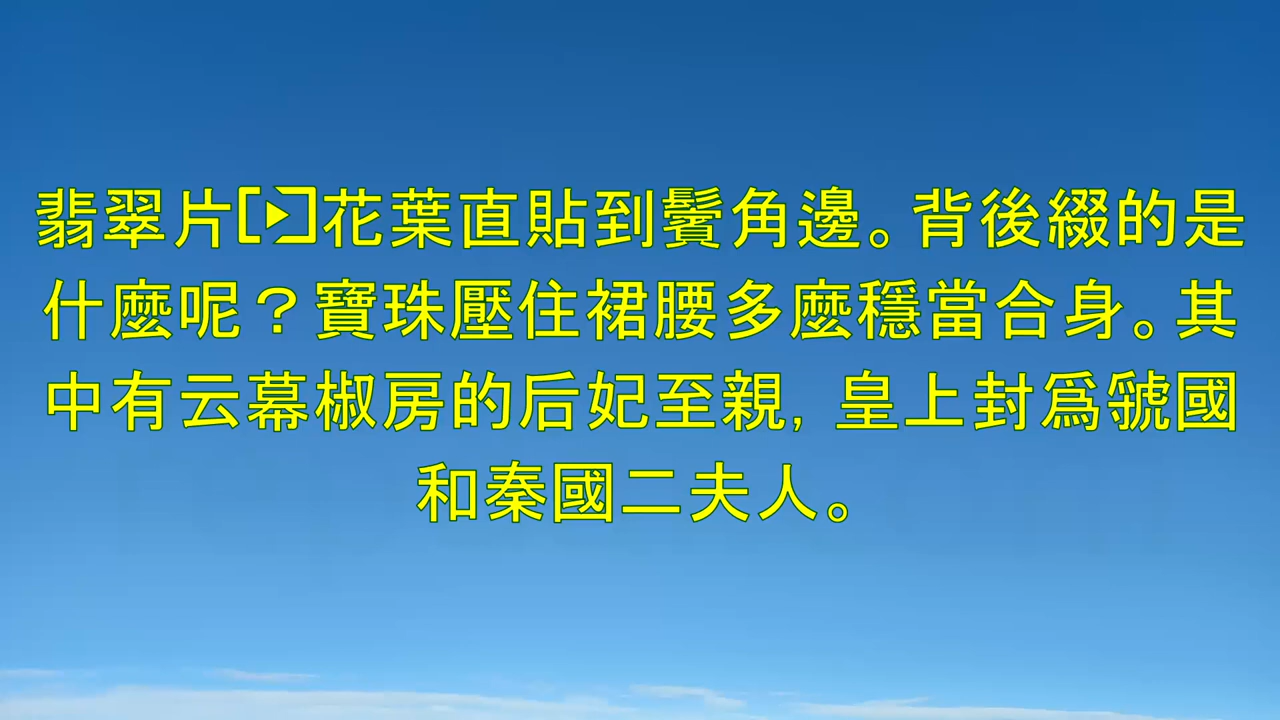 翡翠片花葉直貼到鬢角邊。背後綴的是
什麼呢？寶珠壓住裙腰多麼穩當合身。其
中有云幕椒房的后妃至親，皇上封爲虢國
和秦國二夫人。